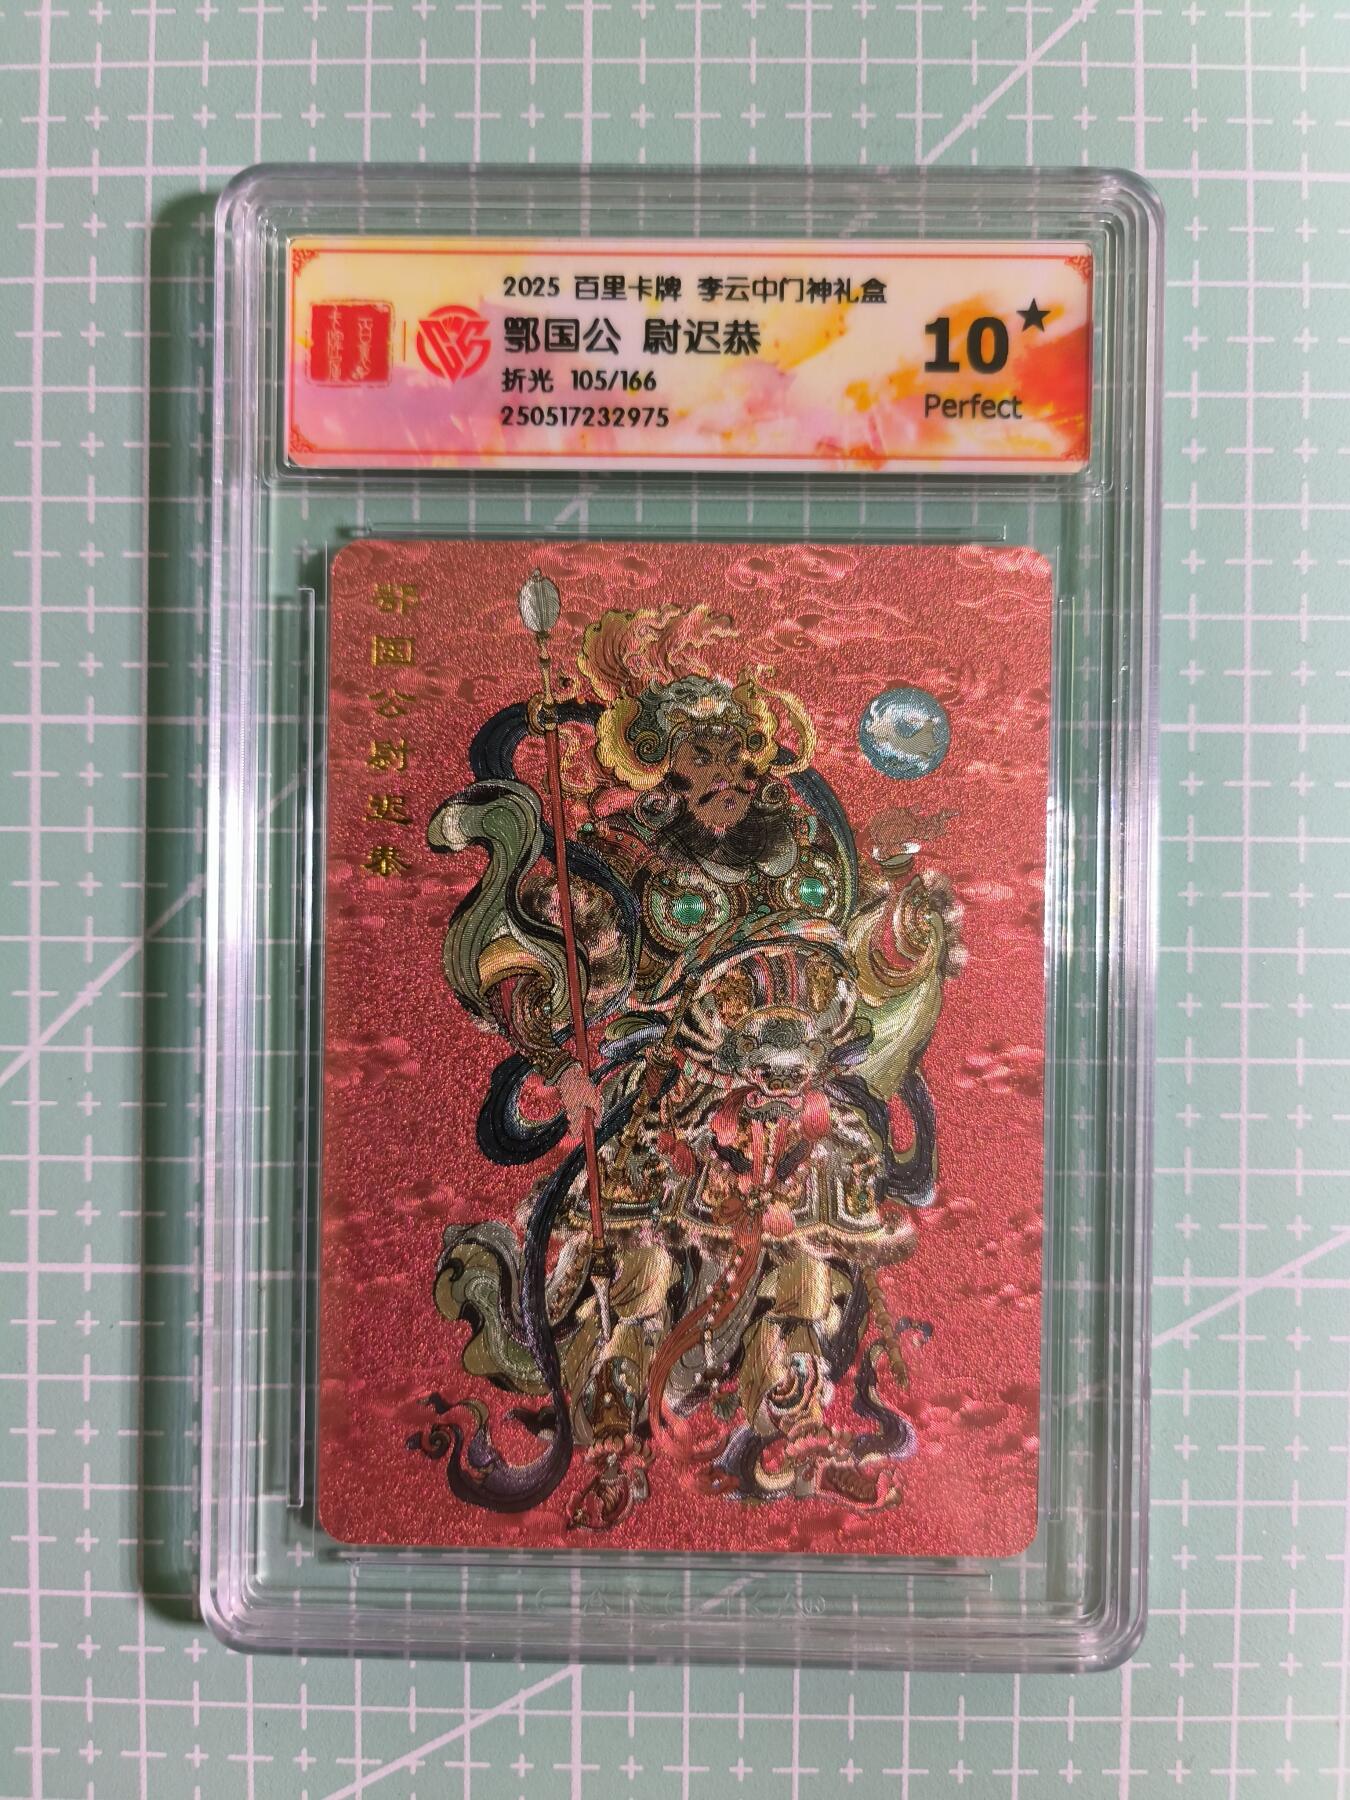 2025 百里卡牌 李云中门神礼盒
鄂国公 尉迟恭
折光 105/166
250517232975
10★
Perfect
鄂国公尉迟恭